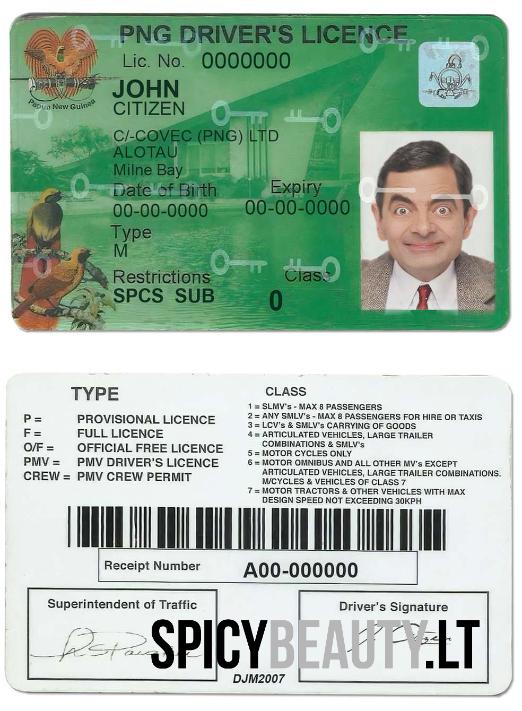 PNG DRIVER'S LICENCE
Lic. No. 0000000
Papua New Guinea
JOHN
CITIZEN
C/-COVEC (PNG) LTD
ALOTAU
Milne Bay
Date of Birth Expiry
00-00-0000 00-00-0000
Type
M
Restrictions Class
SPCS SUB 0
TYPE
P = PROVISIONAL LICENCE
F = FULL LICENCE
O/F = OFFICIAL FREE LICENCE
PMV = PMV DRIVER'S LICENCE
CREW = PMV CREW PERMIT
CLASS
1 = SLMV's - MAX 8 PASSENGERS
2 = ANY SMLV's - MAX 8 PASSENGERS FOR HIRE OR TAXIS
3 = LCV's & SMLV's CARRYING OF GOODS
4 = ARTICULATED VEHICLES, LARGE TRAILER
COMBINATIONS & SMLV's
5 = MOTOR CYCLES ONLY
6 = MOTOR OMNIBUS AND ALL OTHER MV's EXCEPT
ARTICULATED VEHICLES, LARGE TRAILER COMBINATIONS.
M/CYCLES & VEHICLES OF CLASS 7
7 = MOTOR TRACTORS & OTHER VEHICLES WITH MAX
DESIGN SPEED NOT EXCEEDING 30KPH
Receipt Number A00-000000
Superintendent of Traffic
Driver's Signature
SPICYBEAUTY.LT
DJM2007